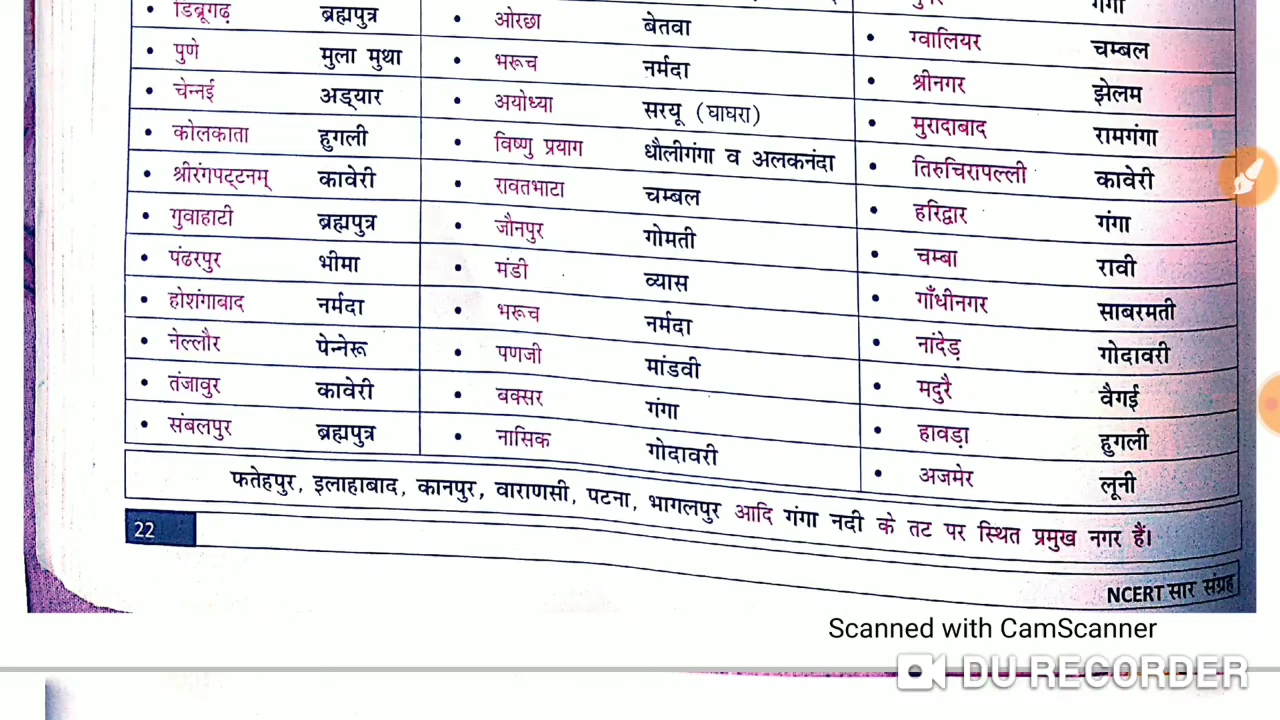 डिब्रूगढ़ ब्रह्मपुत्र
पुणे मुला मुथा
चेन्नई अड्यार
कोलकाता हुगली
श्रीरंगपट्टनम् कावेरी
गुवाहाटी ब्रह्मपुत्र
पंढरपुर भीमा
होशंगाबाद नर्मदा
नेल्लौर पेन्नेरू
तंजावुर कावेरी
संबलपुर ब्रह्मपुत्र
ओरछा बेतवा
भरूच नर्मदा
अयोध्या सरयू (घाघरा)
विष्णु प्रयाग धौलीगंगा व अलकनंदा
रावतभाटा चम्बल
जौनपुर गोमती
मंडी व्यास
भरूच नर्मदा
पणजी मांडवी
बक्सर गंगा
नासिक गोदावरी
गंगा
ग्वालियर चम्बल
श्रीनगर झेलम
मुरादाबाद रामगंगा
तिरुचिरापल्ली कावेरी
हरिद्वार गंगा
चम्बा रावी
गाँधीनगर साबरमती
नांदेड़ गोदावरी
मदुरै वैगई
हावड़ा हुगली
अजमेर लूनी
फतेहपुर, इलाहाबाद, कानपुर, वाराणसी, पटना, भागलपुर आदि गंगा नदी के तट पर स्थित प्रमुख नगर हैं।
22
NCERT सार संग्रह
Scanned with CamScanner
DU RECORDER